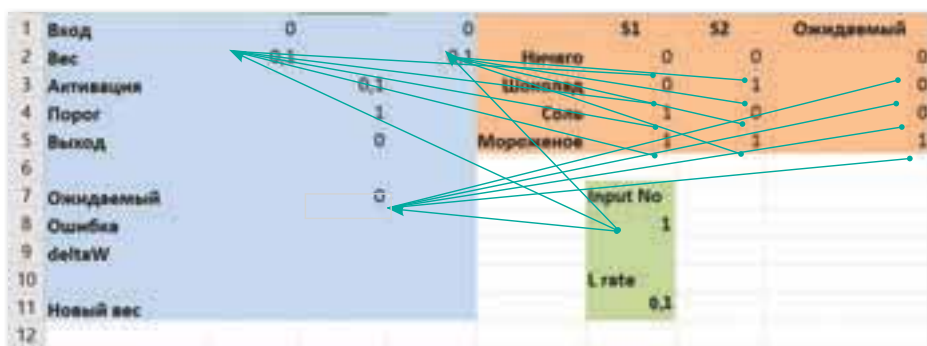 1 Вход 0 0 S1 S2 Ожидаемый
2 Вес 0,1 0,1 Ничего 0 0 0
3 Активация 0,1 Шоколад 0 1 0
4 Порог 1 Соль 1 0 0
5 Выход 0 Мороженое 1 1 1
6
7 Ожидаемый 0 Input No
8 Ошибка 1
9 deltaW
10 L rate
11 Новый вес 0,1
12